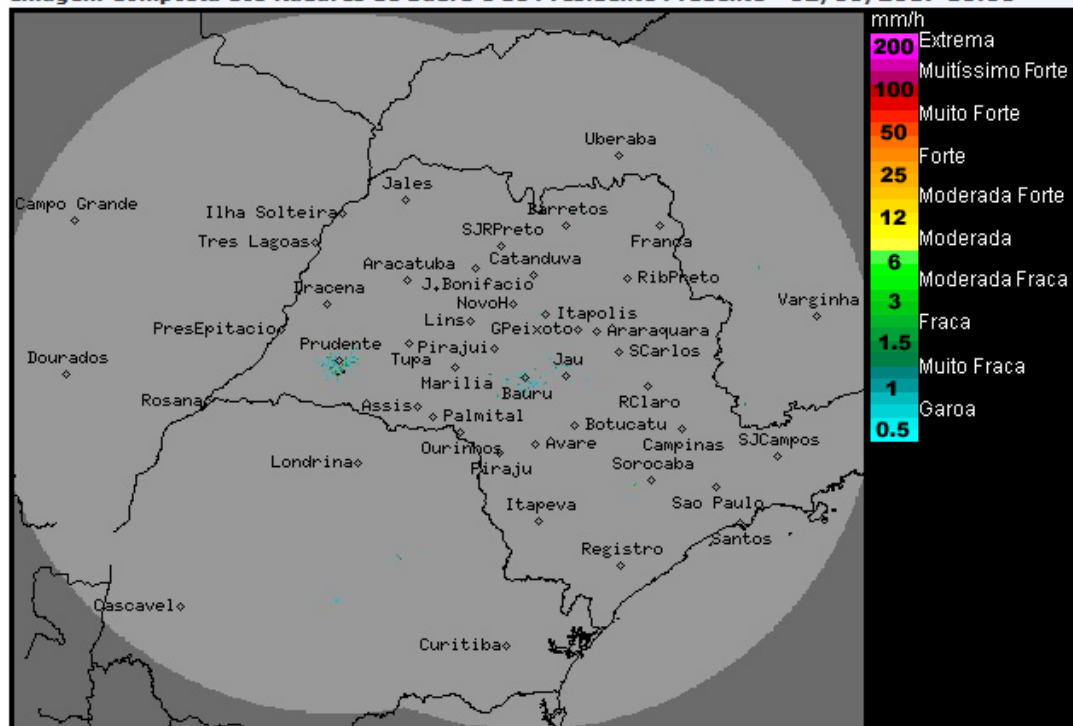 mm/h
200 Extrema
Muitíssimo Forte
100
Muito Forte
50
Forte
25
Moderada Forte
12
Moderada
6
Moderada Fraca
3
Fraca
1.5
Muito Fraca
1
Garoa
0.5
Uberaba
Jales
Campo Grande
Ilha Solteira
Barretos
SJRPreto
Franca
Tres Lagoas
Catanduva
Aracatuba
RibPreto
J.Bonifacio
Dracena
NovoH
Varginha
Itapolis
Lins
PresEpitacio
GPeixoto
Araraquara
Prudente
Pirajui
SCarlos
Dourados
Tupa
Jau
Marilia
Bauru
Rosana
Assis
RClaro
Palmital
Botucatu
Ourinhos
Avare
Campinas
SJCampos
Londrina
Piraju
Sorocaba
Itapeva
Sao Paulo
Santos
Registro
Cascavel
Curitiba